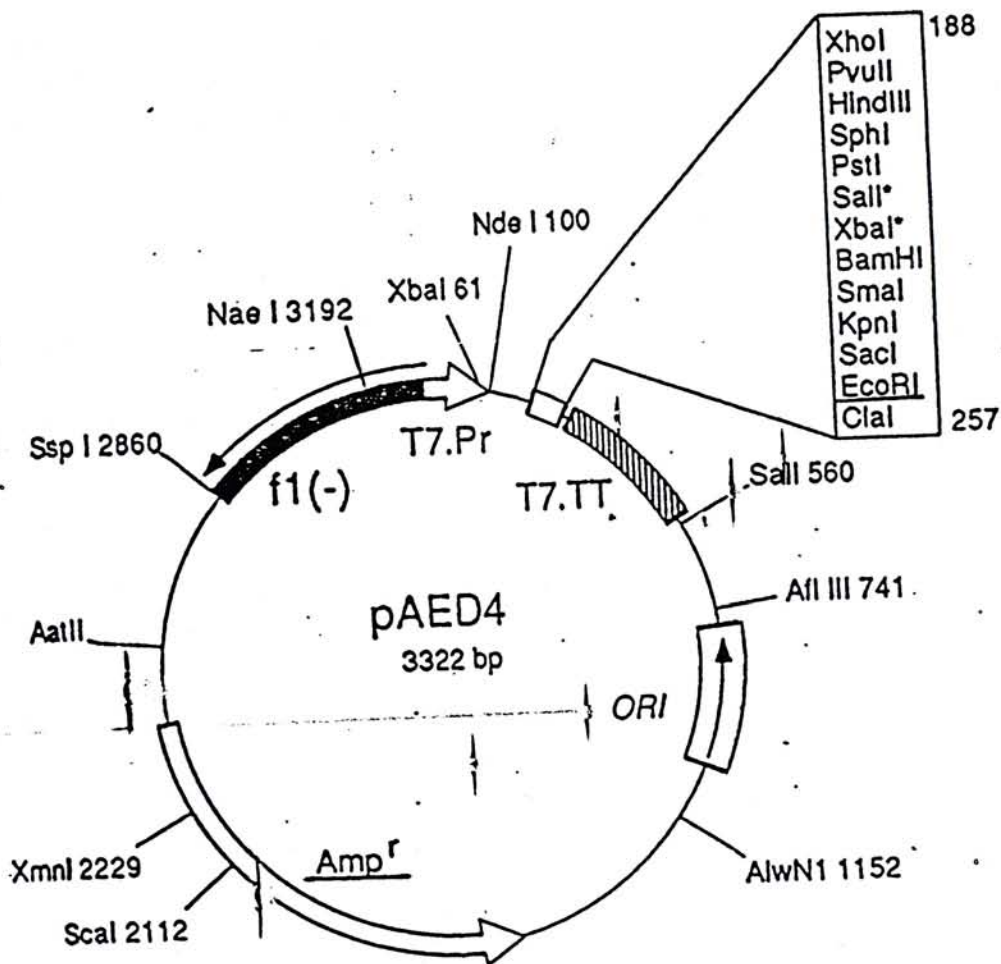 XhoI 188
PvuII
HindIII
SphI
PstI
SalI*
XbaI*
BamHI
SmaI
KpnI
SacI
EcoRI
ClaI 257
Nde I 100
XbaI 61
Nae I 3192
Ssp I 2860
T7.Pr
f1(-)
T7.TT
SalI 560
Afl III 741
pAED4
3322 bp
AatII
ORI
XmnI 2229
Amp r
AlwN1 1152
ScaI 2112